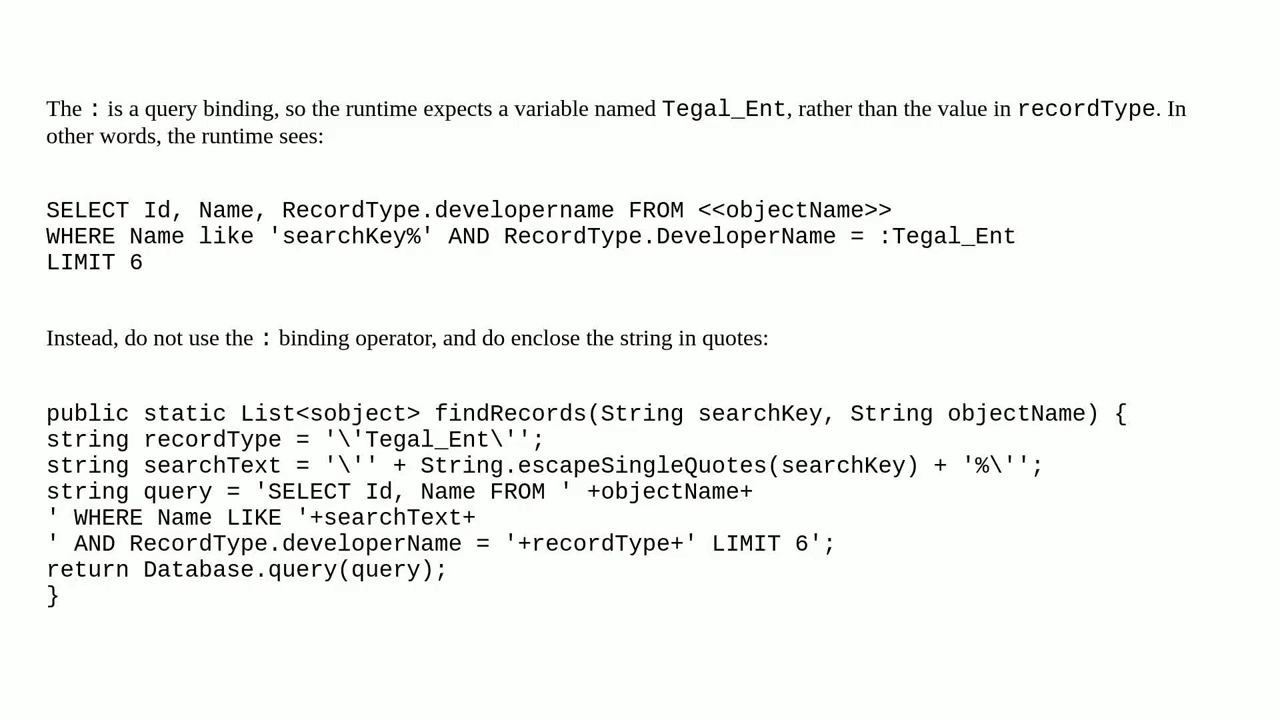 The : is a query binding, so the runtime expects a variable named Tegal_Ent, rather than the value in recordType. In
other words, the runtime sees:
SELECT Id, Name, RecordType.developername FROM <<objectName>>
WHERE Name like 'searchKey%' AND RecordType.DeveloperName = :Tegal_Ent
LIMIT 6
Instead, do not use the : binding operator, and do enclose the string in quotes:
public static List<sobject> findRecords(String searchKey, String objectName) {
string recordType = '\'Tegal_Ent\'';
string searchText = '\'' + String.escapeSingleQuotes(searchKey) + '%\'';
string query = 'SELECT Id, Name FROM ' +objectName+
' WHERE Name LIKE '+searchText+
' AND RecordType.developerName = '+recordType+' LIMIT 6';
return Database.query(query);
}